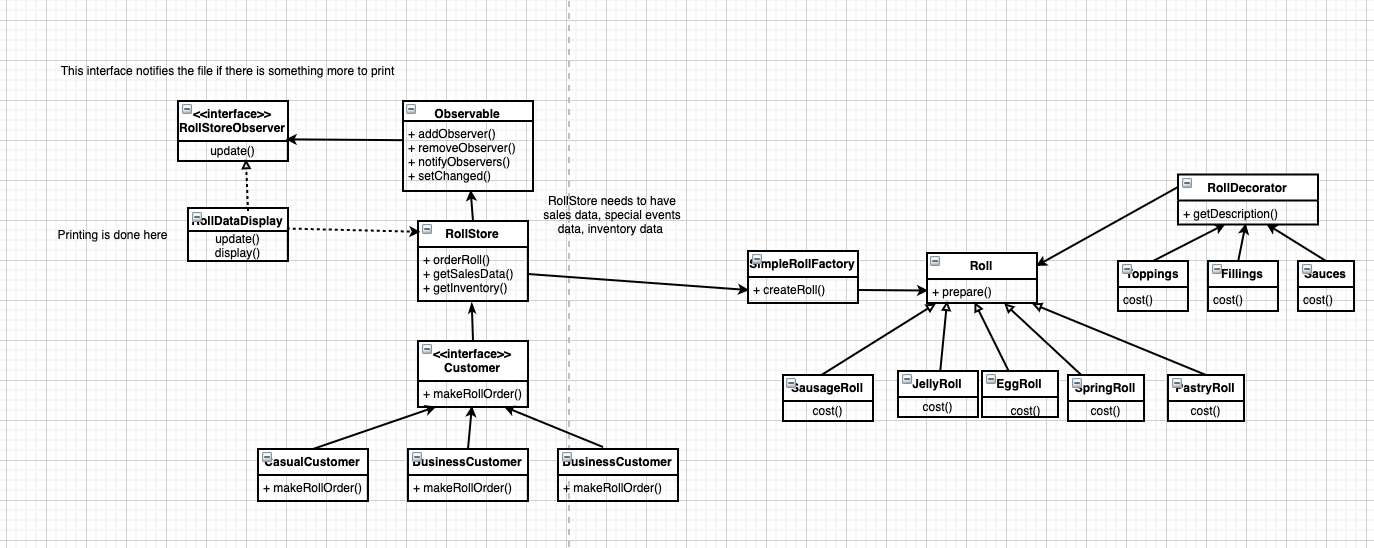 This interface notifies the file if there is something more to print
<<interface>>
RollStoreObserver
update()
Observable
+ addObserver()
+ removeObserver()
+ notifyObservers()
+ setChanged()
RollDataDisplay
update()
display()
Printing is done here
RollStore
+ orderRoll()
+ getSalesData()
+ getInventory()
RollStore needs to have
sales data, special events
data, inventory data
<<interface>>
Customer
+ makeRollOrder()
CasualCustomer
+ makeRollOrder()
BusinessCustomer
+ makeRollOrder()
BusinessCustomer
+ makeRollOrder()
SimpleRollFactory
+ createRoll()
Roll
+ prepare()
RollDecorator
+ getDescription()
Toppings
cost()
Fillings
cost()
Sauces
cost()
SausageRoll
cost()
JellyRoll
cost()
EggRoll
cost()
SpringRoll
cost()
PastryRoll
cost()